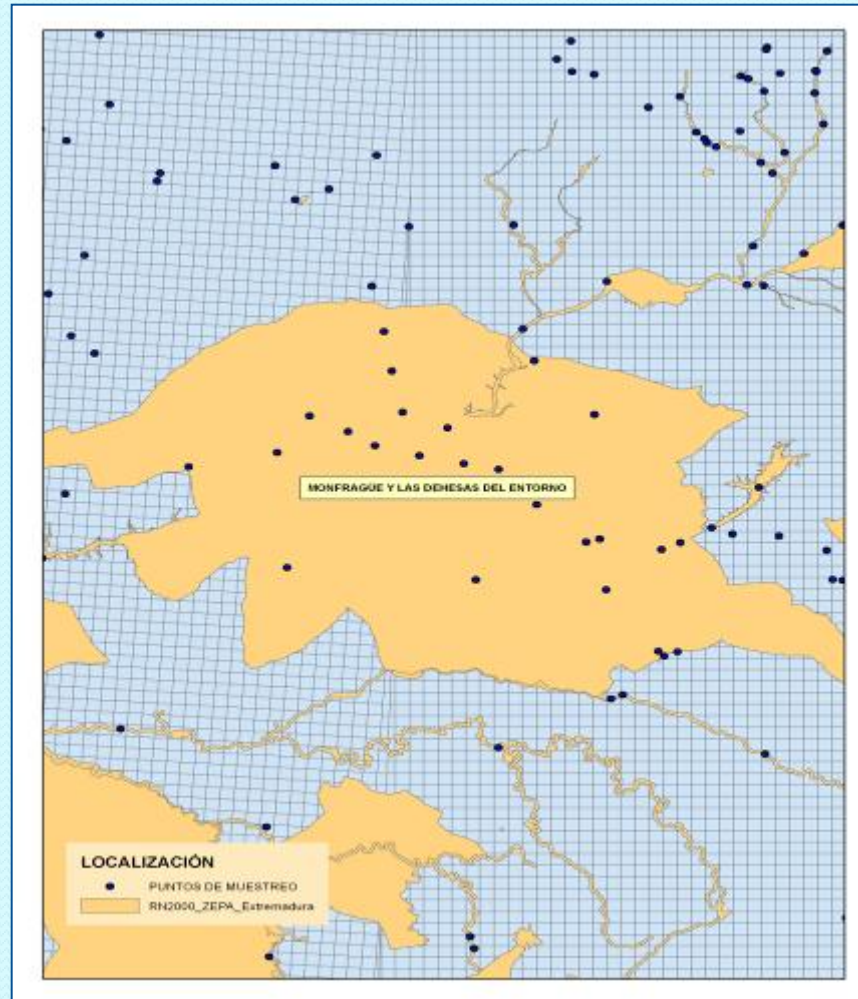 MONFRAGÜE Y LAS DEHESAS DEL ENTORNO
LOCALIZACIÓN
PUNTOS DE MUESTREO
RN2000_ZEPA_Extremadura